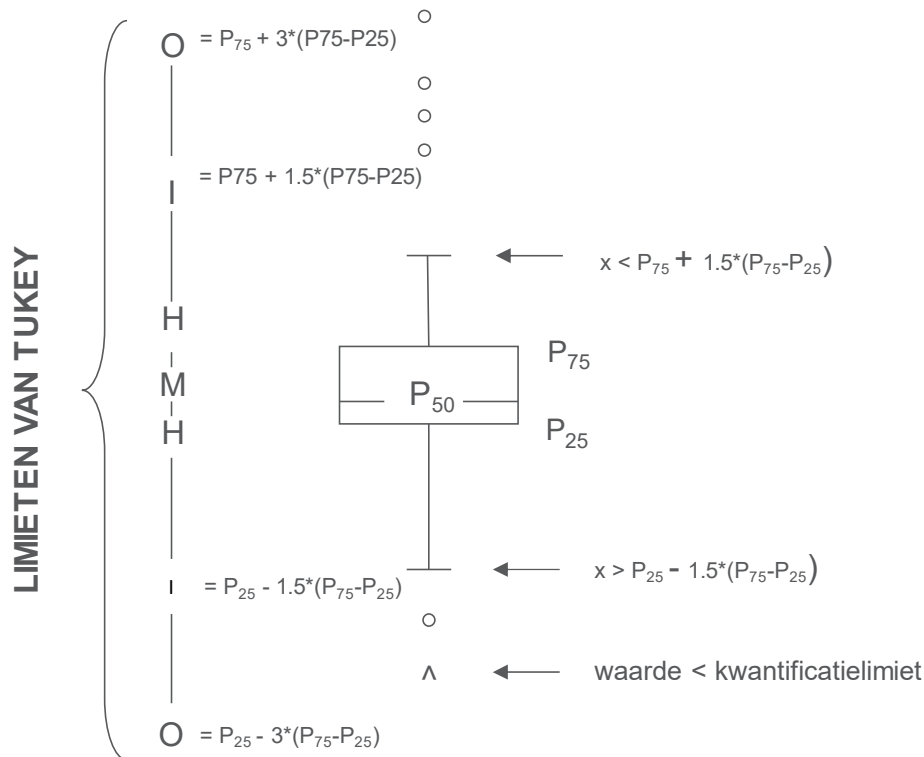 LIMIETEN VAN TUKEY
O = P75 + 3*(P75-P25)
I = P75 + 1.5*(P75-P25)
H
M
H
I = P25 - 1.5*(P75-P25)
O = P25 - 3*(P75-P25)
x < P75 + 1.5*(P75-P25)
P75
P50
P25
x > P25 - 1.5*(P75-P25)
waarde < kwantificatielimiet